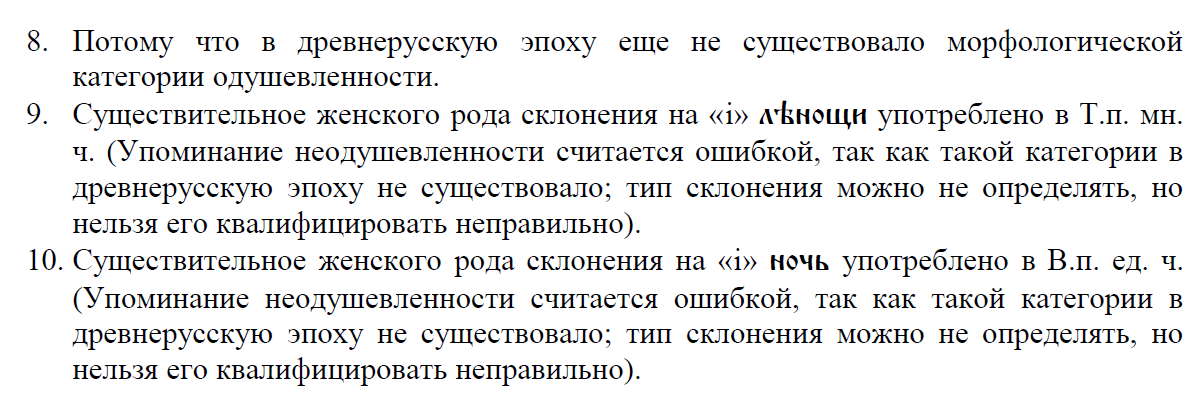 8. Потому что в древнерусскую эпоху еще не существовало морфологической
категории одушевленности.
9. Существительное женского рода склонения на «i» лѣнощи употреблено в Т.п. мн.
ч. (Упоминание неодушевленности считается ошибкой, так как такой категории в
древнерусскую эпоху не существовало; тип склонения можно не определять, но
нельзя его квалифицировать неправильно).
10. Существительное женского рода склонения на «i» ночь употреблено в В.п. ед. ч.
(Упоминание неодушевленности считается ошибкой, так как такой категории в
древнерусскую эпоху не существовало; тип склонения можно не определять, но
нельзя его квалифицировать неправильно).